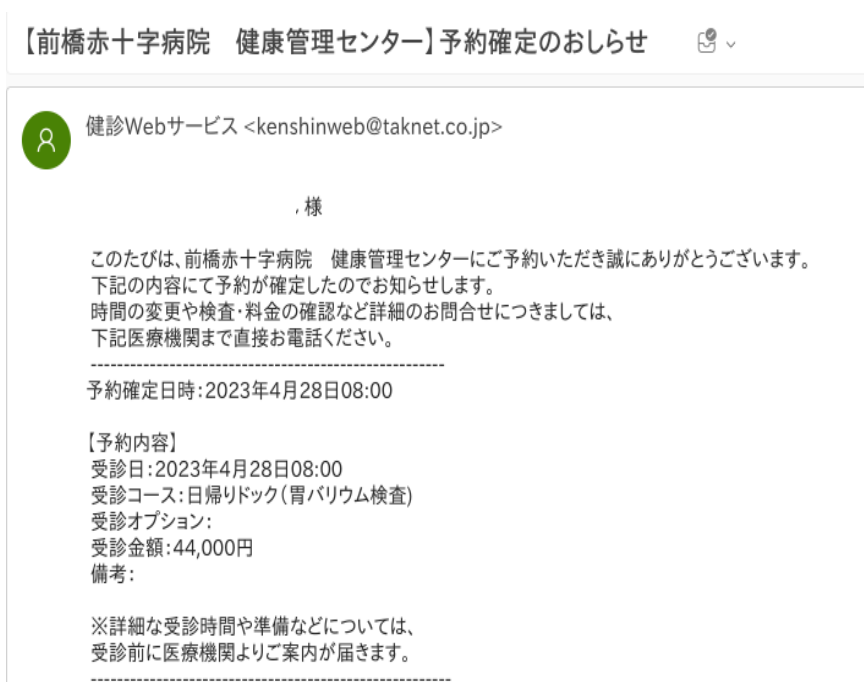 【前橋赤十字病院　健康管理センター】予約確定のおしらせ
健診Webサービス <kenshinweb@taknet.co.jp>
様
このたびは、前橋赤十字病院　健康管理センターにご予約いただき誠にありがとうございます。
下記の内容にて予約が確定したのでお知らせします。
時間の変更や検査・料金の確認など詳細のお問合せにつきましては、
下記医療機関まで直接お電話ください。
------------------------------------------------------
予約確定日時：2023年4月28日08:00
【予約内容】
受診日：2023年4月28日08:00
受診コース：日帰りドック（胃バリウム検査)
受診オプション：
受診金額：44,000円
備考：
※詳細な受診時間や準備などについては、
受診前に医療機関よりご案内が届きます。
-------------------------------------------------------